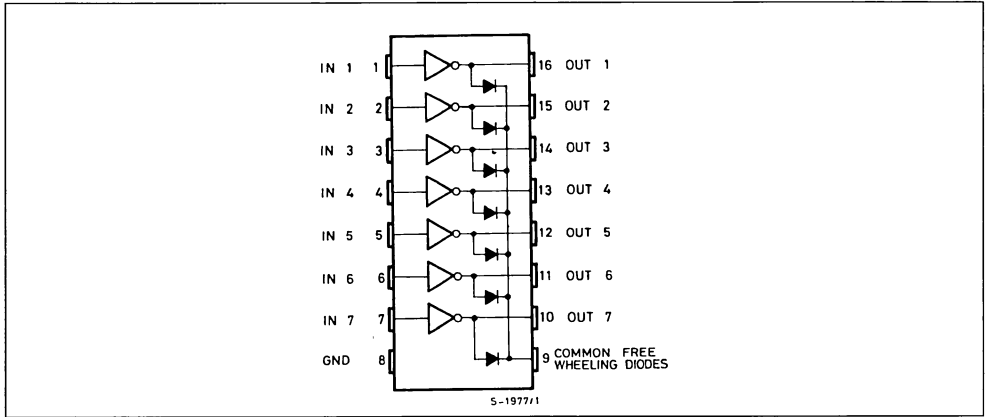 IN 1 1 16 OUT 1
IN 2 2 15 OUT 2
IN 3 3 14 OUT 3
IN 4 4 13 OUT 4
IN 5 5 12 OUT 5
IN 6 6 11 OUT 6
IN 7 7 10 OUT 7
GND 8 9 COMMON FREE
WHEELING DIODES
S-1977/1